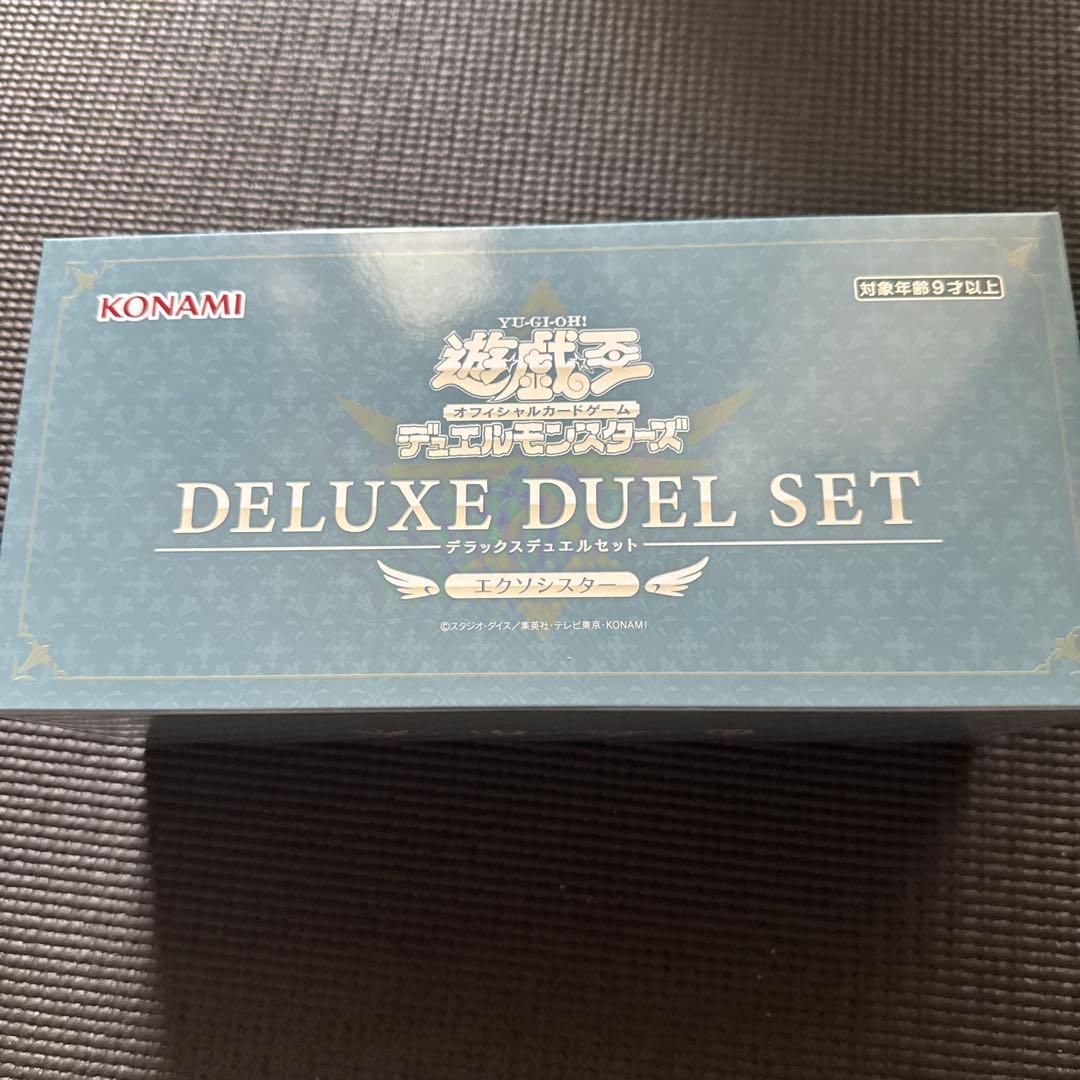 KONAMI
対象年齢9才以上
YU-GI-OH!
遊戯王
オフィシャルカードゲーム
デュエルモンスターズ
DELUXE DUEL SET
デラックスデュエルセット
エクソシスター
©スタジオ・ダイス/集英社・テレビ東京・KONAMI